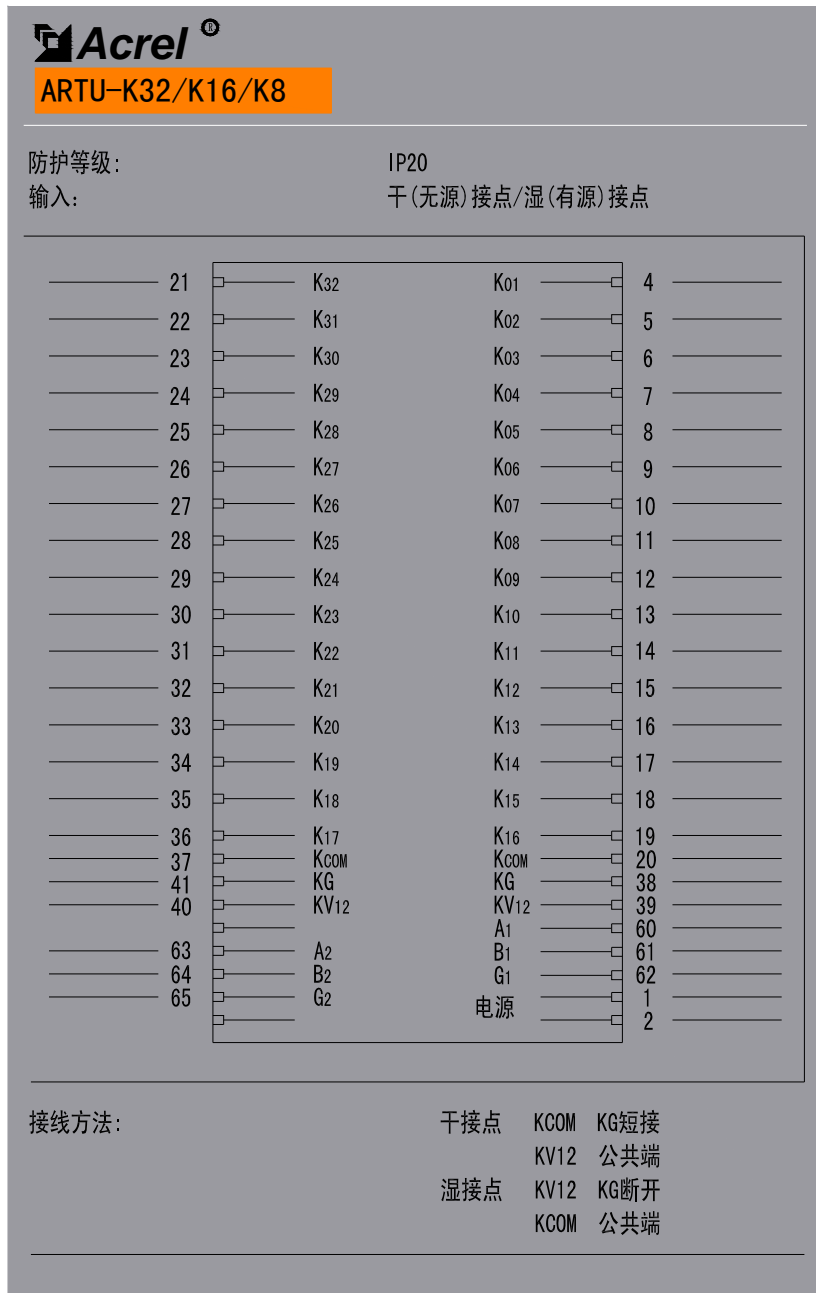 Acrel ®
ARTU-K32/K16/K8
防护等级: IP20
输入: 干(无源)接点/湿(有源)接点
21 K32 K01 4
22 K31 K02 5
23 K30 K03 6
24 K29 K04 7
25 K28 K05 8
26 K27 K06 9
27 K26 K07 10
28 K25 K08 11
29 K24 K09 12
30 K23 K10 13
31 K22 K11 14
32 K21 K12 15
33 K20 K13 16
34 K19 K14 17
35 K18 K15 18
36 K17 K16 19
37 KCOM KCOM 20
41 KG KG 38
40 KV12 KV12 39
A1 60
63 A2 B1 61
64 B2 G1 62
65 G2 电源 1
2
接线方法: 干接点 KCOM KG短接
KV12 公共端
湿接点 KV12 KG断开
KCOM 公共端